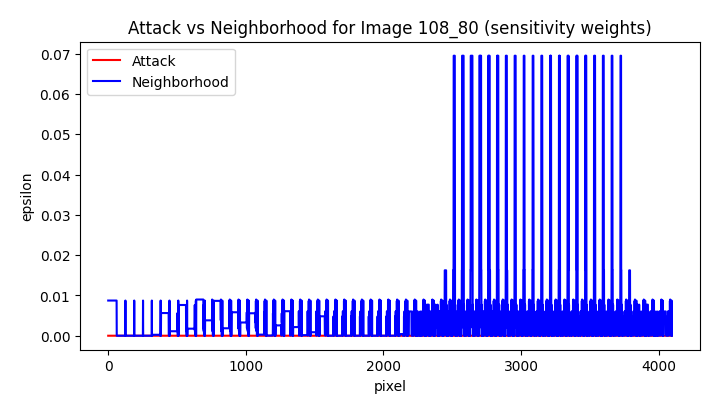 Attack vs Neighborhood for Image 108_80 (sensitivity weights)
Attack
Neighborhood
0.07
0.06
0.05
0.04
0.03
0.02
0.01
0.00
epsilon
0
1000
2000
3000
4000
pixel